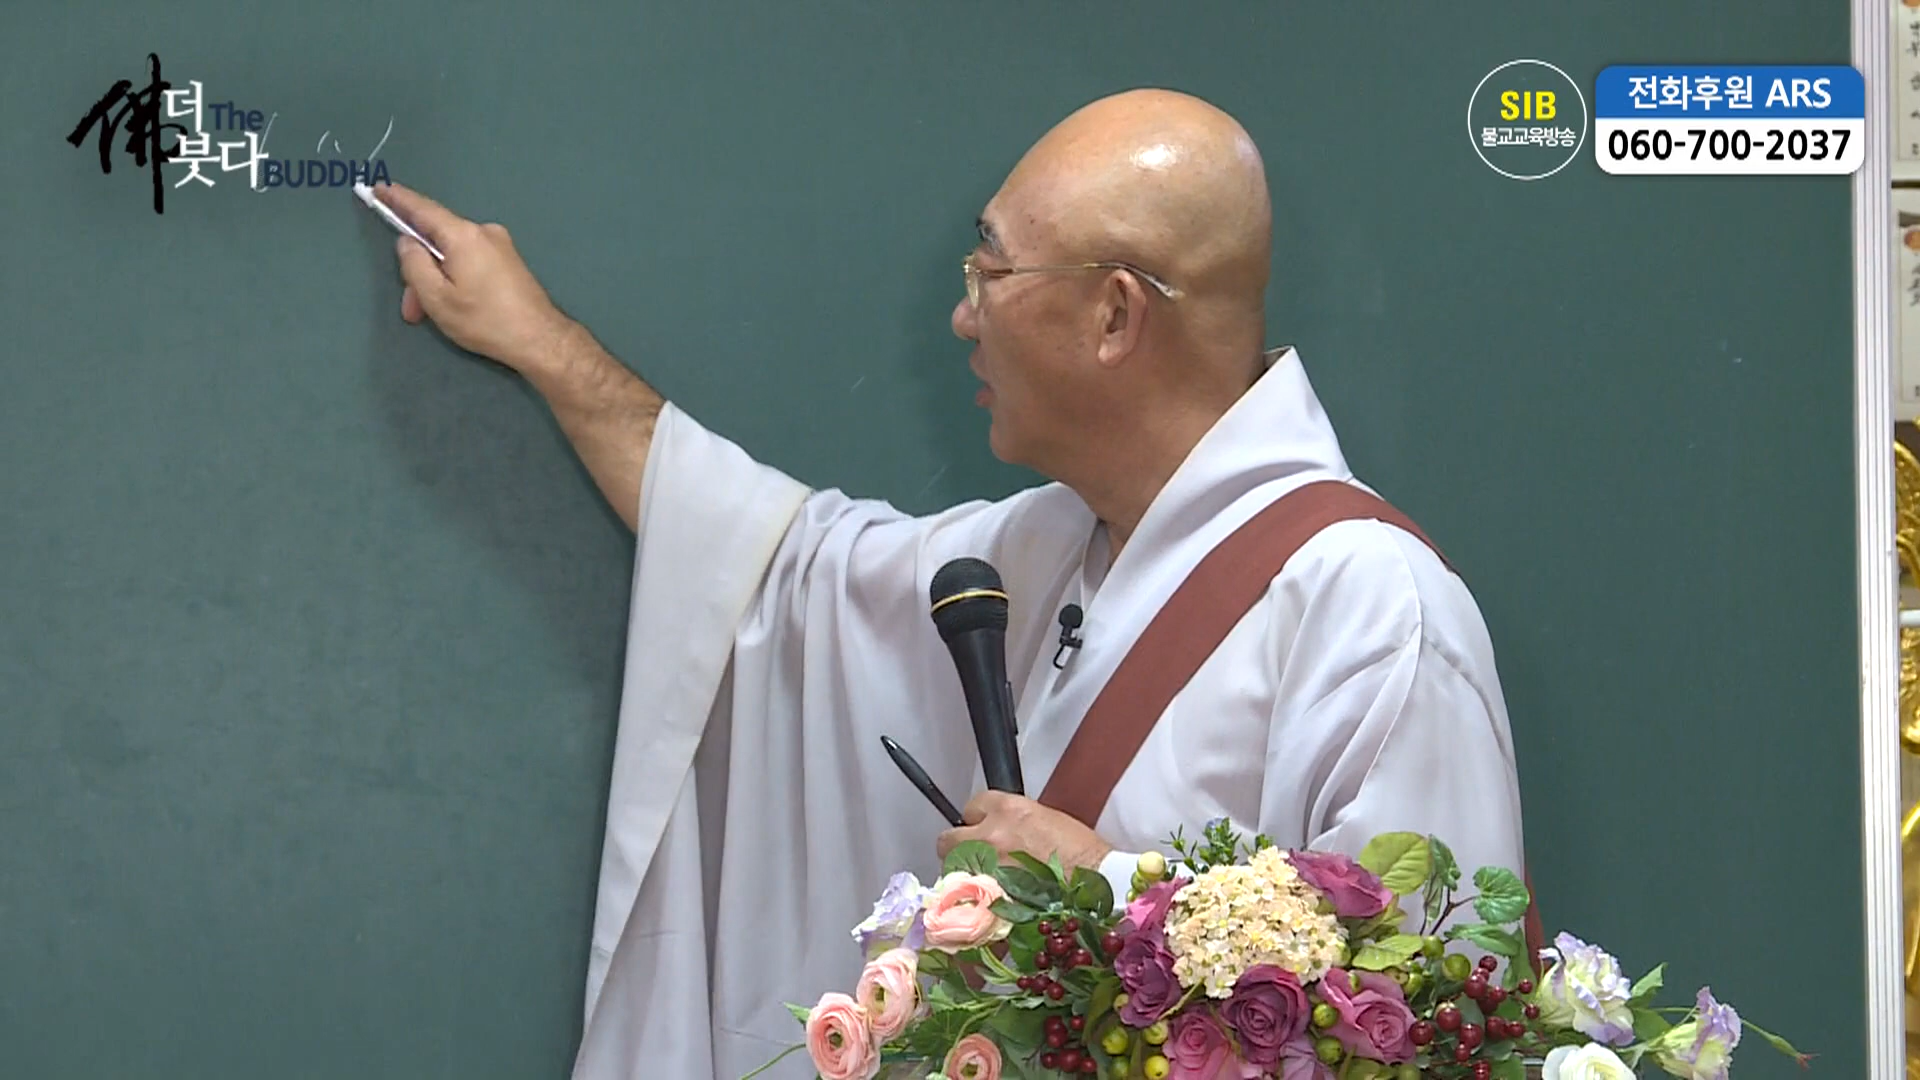 佛 더 The
붓다 BUDDHA
SIB
불교교육방송
전화후원 ARS
060-700-2037